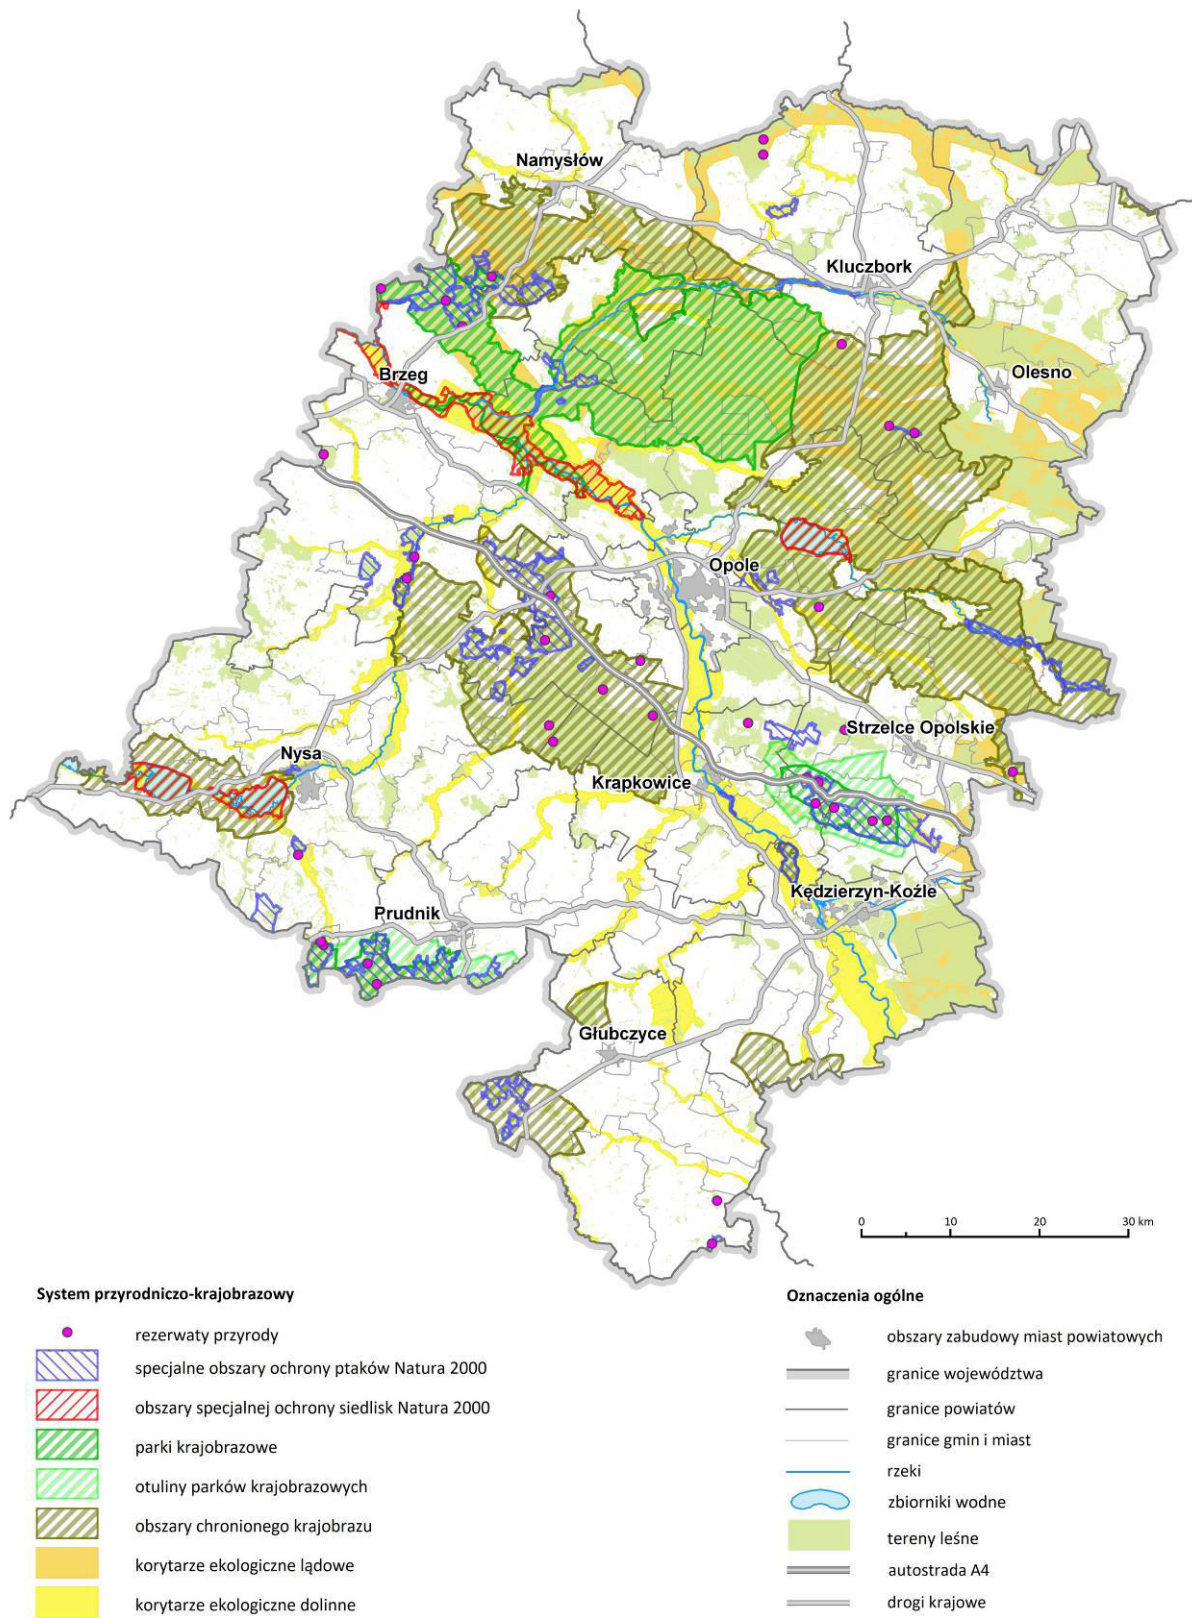 Namysłów
Kluczbork
Olesno
Brzeg
Opole
Strzelce Opolskie
Nysa
Krapkowice
Kędzierzyn-Koźle
Prudnik
Głubczyce
0 10 20 30 km
System przyrodniczo-krajobrazowy
rezerwaty przyrody
specjalne obszary ochrony ptaków Natura 2000
obszary specjalnej ochrony siedlisk Natura 2000
parki krajobrazowe
otuliny parków krajobrazowych
obszary chronionego krajobrazu
korytarze ekologiczne lądowe
korytarze ekologiczne dolinne
Oznaczenia ogólne
obszary zabudowy miast powiatowych
granice województwa
granice powiatów
granice gmin i miast
rzeki
zbiorniki wodne
tereny leśne
autostrada A4
drogi krajowe